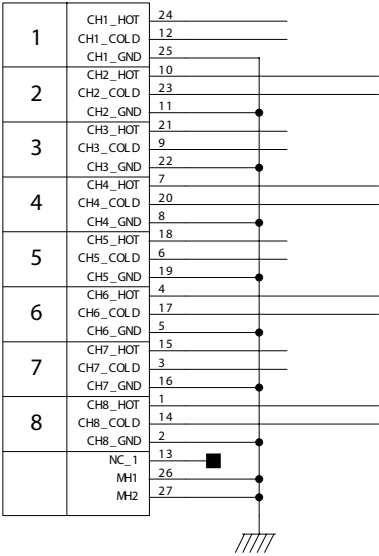 1
CH1_HOT 24
CH1_COLD 12
CH1_GND 25
2
CH2_HOT 10
CH2_COLD 23
CH2_GND 11
3
CH3_HOT 21
CH3_COLD 9
CH3_GND 22
4
CH4_HOT 7
CH4_COLD 20
CH4_GND 8
5
CH5_HOT 18
CH5_COLD 6
CH5_GND 19
6
CH6_HOT 4
CH6_COLD 17
CH6_GND 5
7
CH7_HOT 15
CH7_COLD 3
CH7_GND 16
8
CH8_HOT 1
CH8_COLD 14
CH8_GND 2
NC_1 13
MH1 26
MH2 27